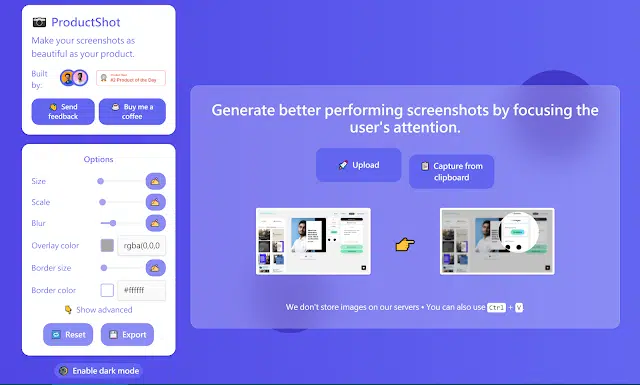 ProductShot
Make your screenshots as
beautiful as your product.
Built
by:
#2 Product of the Day
Send
feedback
Buy me a
coffee
Options
Size
Scale
Blur
Overlay color
rgba(0,0,0
Border size
Border color
#ffffff
Show advanced
Reset
Export
Enable dark mode
Generate better performing screenshots by focusing the
user's attention.
Upload
Capture from
clipboard
We don't store images on our servers • You can also use Ctrl + V